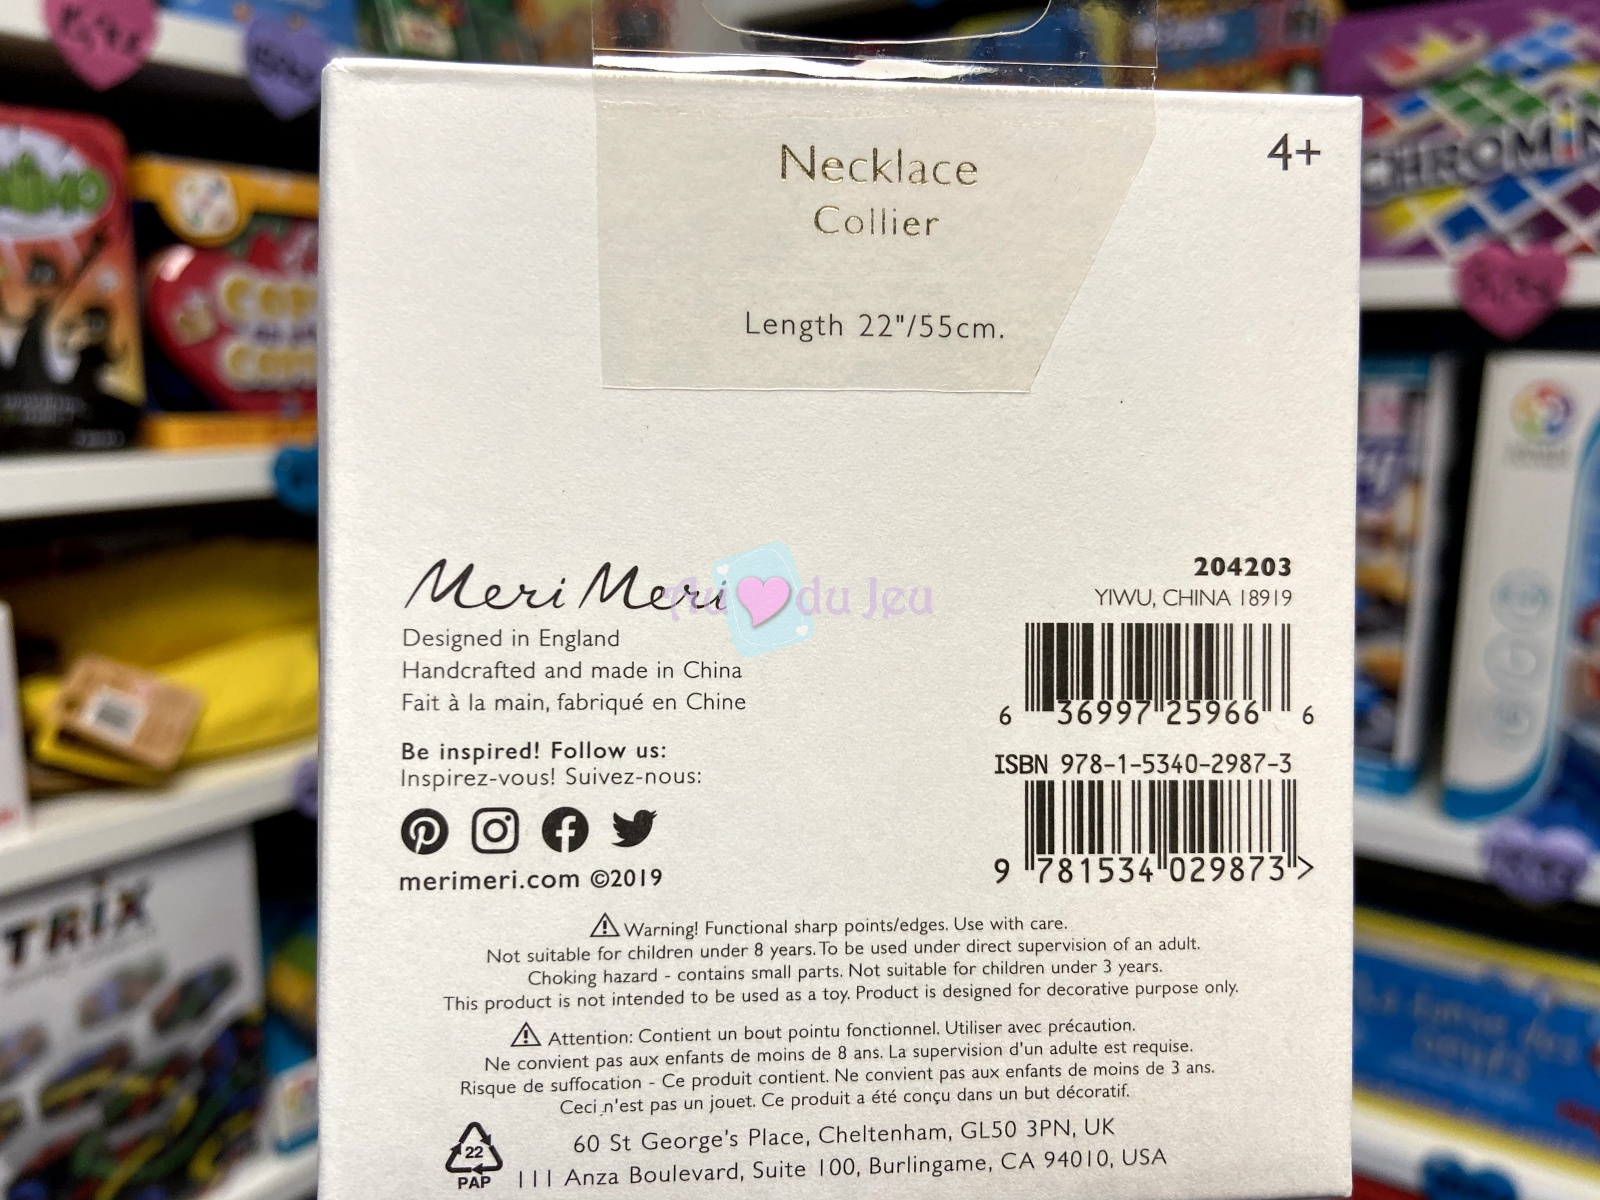 Necklace
Collier
4+
Length 22"/55cm.
CHROMIN
TRIX
Meri Meri
Aui du Jeu
Designed in England
Handcrafted and made in China
Fait à la main, fabriqué en Chine
Be inspired! Follow us:
Inspirez-vous! Suivez-nous:
merimeri.com ©2019
204203
YIWU, CHINA 18919
6 36997 25966 6
ISBN 978-1-5340-2987-3
9 781534 029873 >
Warning! Functional sharp points/edges. Use with care.
Not suitable for children under 8 years. To be used under direct supervision of an adult.
Choking hazard - contains small parts. Not suitable for children under 3 years.
This product is not intended to be used as a toy. Product is designed for decorative purpose only.
Attention: Contient un bout pointu fonctionnel. Utiliser avec précaution.
Ne convient pas aux enfants de moins de 8 ans. La supervision d'un adulte est requise.
Risque de suffocation - Ce produit contient. Ne convient pas aux enfants de moins de 3 ans.
Ceci n'est pas un jouet. Ce produit a été conçu dans un but décoratif.
22
PAP
60 St George's Place, Cheltenham, GL50 3PN, UK
111 Anza Boulevard, Suite 100, Burlingame, CA 94010, USA